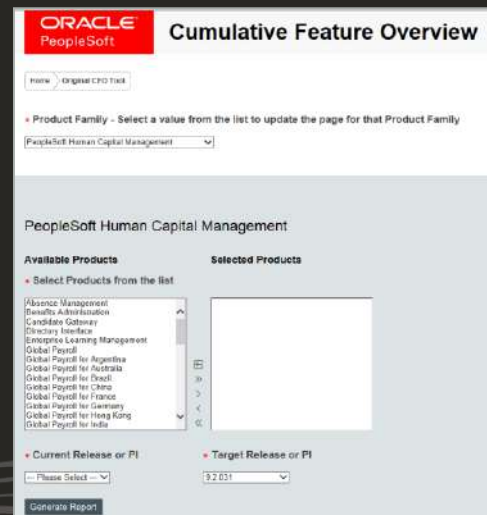 ORACLE
PeopleSoft
Cumulative Feature Overview
Home
Original CFO Tool
* Product Family - Select a value from the list to update the page for that Product Family
PeopleSoft Human Capital Management
PeopleSoft Human Capital Management
Available Products
Selected Products
* Select Products from the list
Absence Management
Benefits Administration
Candidate Gateway
Directory Interface
Enterprise Learning Management
Global Payroll
Global Payroll for Argentina
Global Payroll for Australia
Global Payroll for Brazil
Global Payroll for China
Global Payroll for France
Global Payroll for Germany
Global Payroll for Hong Kong
Global Payroll for India
* Current Release or PI
* Target Release or PI
-- Please Select --
9.2.031
Generate Report